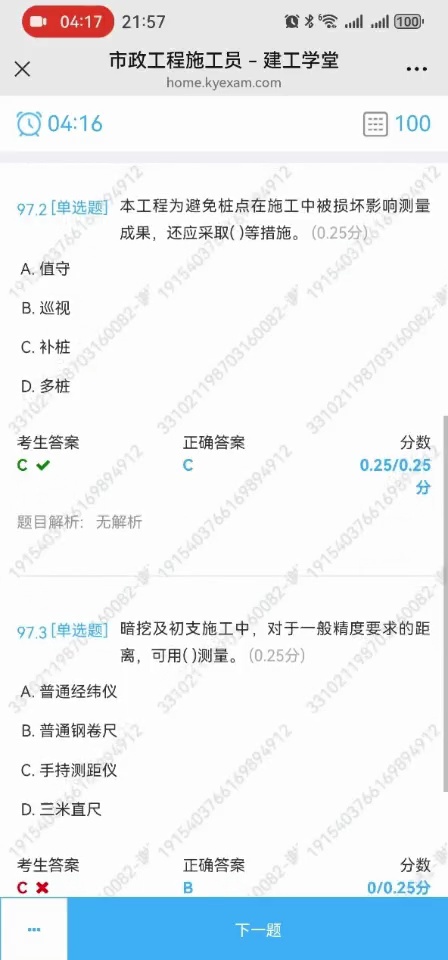 04:17 21:57 100
市政工程施工员 - 建工学堂
home.kyexam.com
04:16 100
97.2 [单选题] 本工程为避免桩点在施工中被损坏影响测量
成果，还应采取( )等措施。(0.25分)
A. 值守
B. 巡视
C. 补桩
D. 多桩
考生答案 正确答案 分数
C C 0.25/0.25
分
题目解析： 无解析
97.3 [单选题] 暗挖及初支施工中，对于一般精度要求的距
离，可用( )测量。(0.25分)
A. 普通经纬仪
B. 普通钢卷尺
C. 手持测距仪
D. 三米直尺
考生答案 正确答案 分数
C B 0/0.25分
下一题